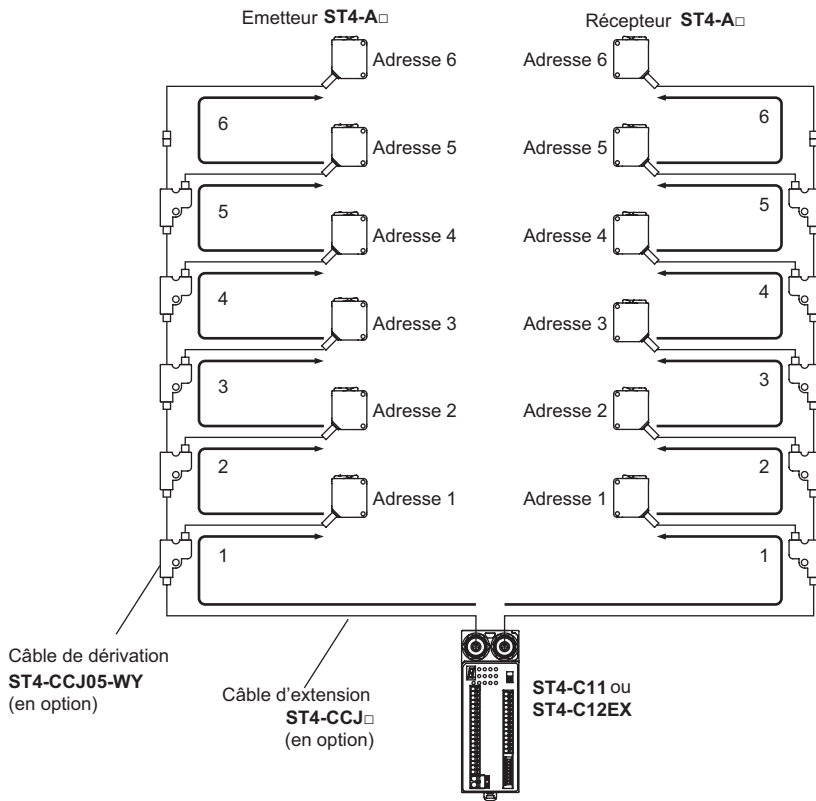 Emetteur ST4-A□
Récepteur ST4-A□
Adresse 6
Adresse 6
6
6
Adresse 5
Adresse 5
5
5
Adresse 4
Adresse 4
4
4
Adresse 3
Adresse 3
3
3
Adresse 2
Adresse 2
2
2
Adresse 1
Adresse 1
1
1
Câble de dérivation
ST4-CCJ05-WY
(en option)
Câble d'extension
ST4-CCJ□
(en option)
ST4-C11 ou
ST4-C12EX